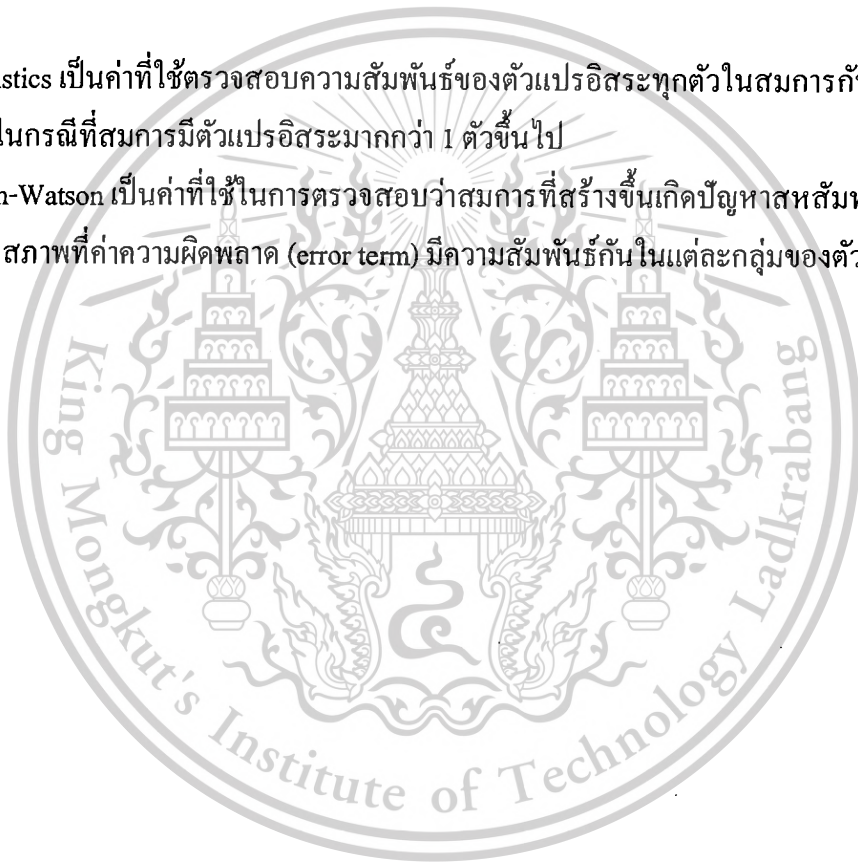 stics เป็นค่าที่ใช้ตรวจสอบความสัมพันธ์ของตัวแปรอิสระทุกตัวในสมการกั
ในกรณีที่สมการมีตัวแปรอิสระมากกว่า 1 ตัวขึ้นไป
n-Watson เป็นค่าที่ใช้ในการตรวจสอบว่าสมการที่สร้างขึ้นเกิดปัญหาสหสัมพ
สภาพที่ค่าความผิดพลาด (error term) มีความสัมพันธ์กันในแต่ละกลุ่มของตัว
King Mongkut's Institute of Technology Ladkrabang